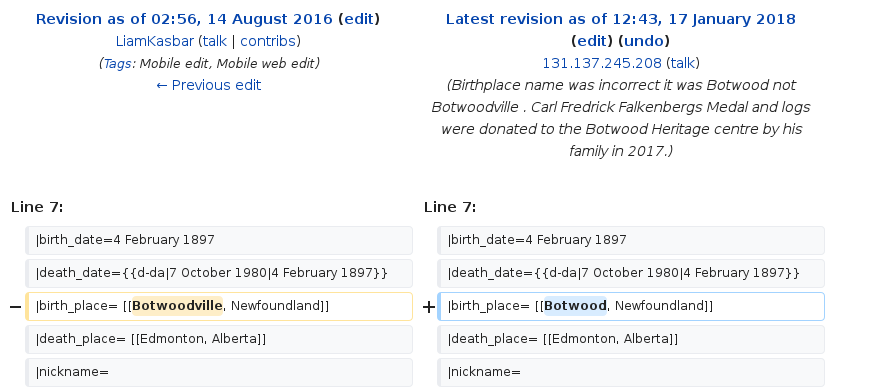 Revision as of 02:56, 14 August 2016 (edit)
LiamKasbar (talk | contribs)
(Tags: Mobile edit, Mobile web edit)
← Previous edit
Latest revision as of 12:43, 17 January 2018
(edit) (undo)
131.137.245.208 (talk)
(Birthplace name was incorrect it was Botwood not
Botwoodville . Carl Fredrick Falkenbergs Medal and logs
were donated to the Botwood Heritage centre by his
family in 2017.)
Line 7:
Line 7:
|birth_date=4 February 1897
|birth_date=4 February 1897
|death_date={{d-da|7 October 1980|4 February 1897}}
|death_date={{d-da|7 October 1980|4 February 1897}}
− |birth_place= [[Botwoodville, Newfoundland]]
+ |birth_place= [[Botwood, Newfoundland]]
|death_place= [[Edmonton, Alberta]]
|death_place= [[Edmonton, Alberta]]
|nickname=
|nickname=